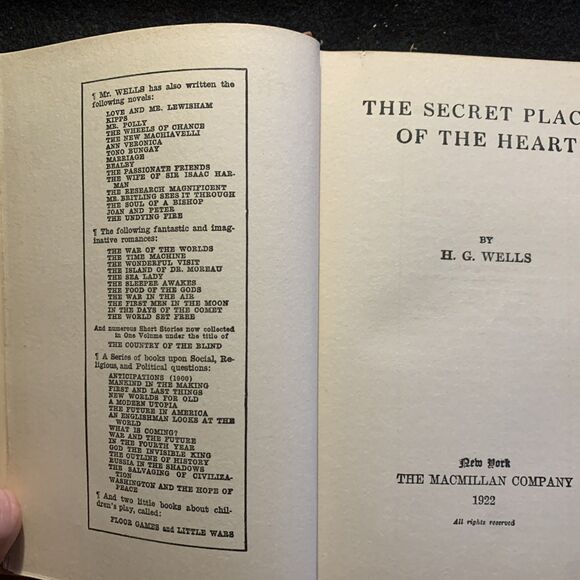 ¶ Mr. WELLS has also written the
following novels:
LOVE AND MR. LEWISHAM
KIPPS
MR. POLLY
THE WHEELS OF CHANCE
THE NEW MACHIAVELLI
ANN VERONICA
TONO BUNGAY
MARRIAGE
BEALBY
THE PASSIONATE FRIENDS
THE WIFE OF SIR ISAAC HAR-
MAN
THE RESEARCH MAGNIFICENT
MR. BRITLING SEES IT THROUGH
THE SOUL OF A BISHOP
JOAN AND PETER
THE UNDYING FIRE
¶ The following fantastic and imag-
inative romances:
THE WAR OF THE WORLDS
THE TIME MACHINE
THE WONDERFUL VISIT
THE ISLAND OF DR. MOREAU
THE SEA LADY
THE SLEEPER AWAKES
THE FOOD OF THE GODS
THE WAR IN THE AIR
THE FIRST MEN IN THE MOON
IN THE DAYS OF THE COMET
THE WORLD SET FREE
And numerous Short Stories now collected
in One Volume under the title of
THE COUNTRY OF THE BLIND
¶ A Series of books upon Social, Re-
ligious, and Political questions:
ANTICIPATIONS (1900)
MANKIND IN THE MAKING
FIRST AND LAST THINGS
NEW WORLDS FOR OLD
A MODERN UTOPIA
THE FUTURE IN AMERICA
AN ENGLISHMAN LOOKS AT THE
WORLD
WHAT IS COMING?
WAR AND THE FUTURE
IN THE FOURTH YEAR
GOD THE INVISIBLE KING
THE OUTLINE OF HISTORY
RUSSIA IN THE SHADOWS
THE SALVAGING OF CIVILIZA-
TION
WASHINGTON AND THE HOPE OF
PEACE
¶ And two little books about chil-
dren's play, called:
FLOOR GAMES and LITTLE WARS
THE SECRET PLAC
OF THE HEART
BY
H. G. WELLS
New York
THE MACMILLAN COMPANY
1922
All rights reserved